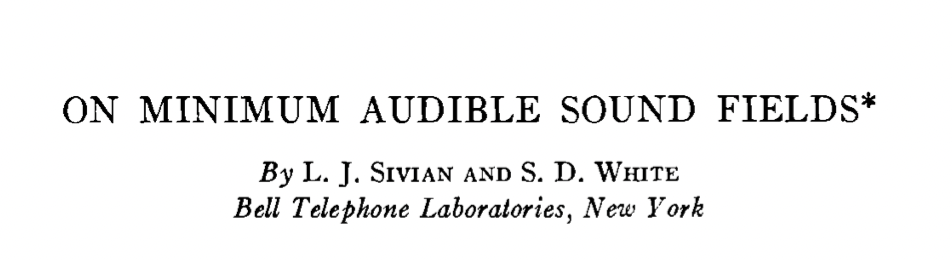 ON MINIMUM AUDIBLE SOUND FIELDS*
By L. J. SIVIAN AND S. D. WHITE
Bell Telephone Laboratories, New York